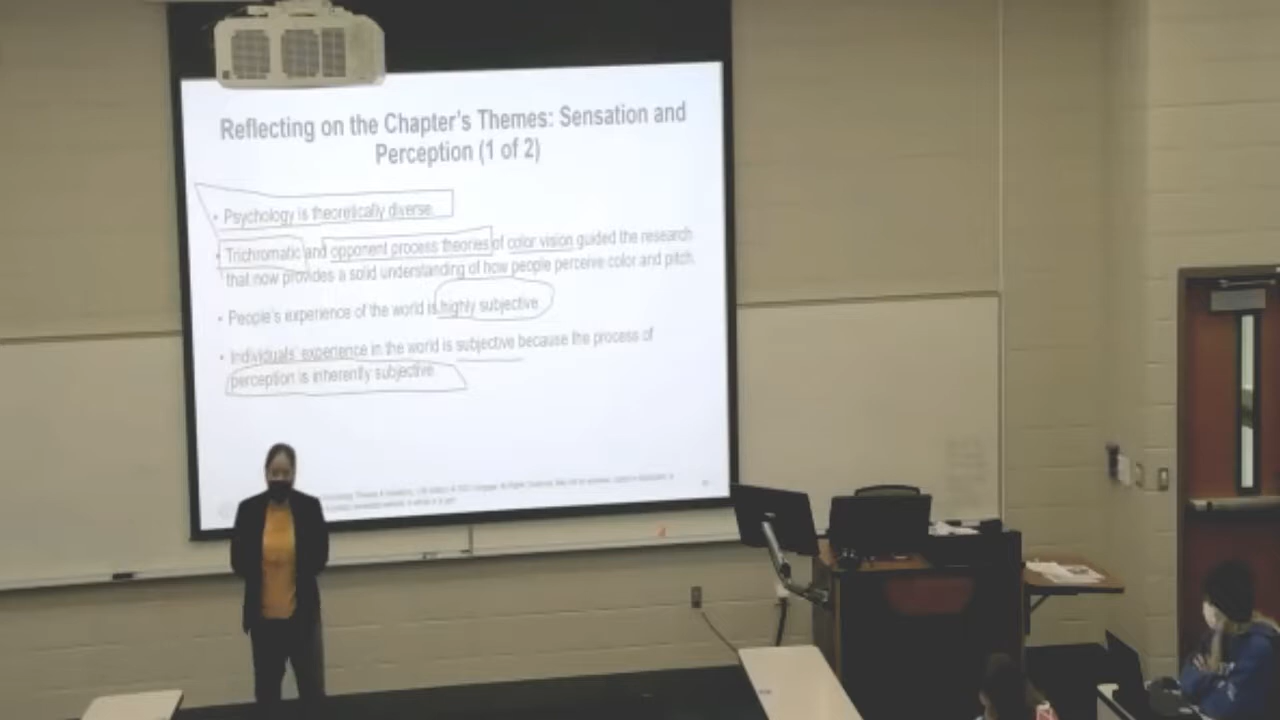 Reflecting on the Chapter's Themes: Sensation and
Perception (1 of 2)
• Psychology is theoretically diverse.
• Trichromatic and opponent process theories of color vision guided the research
that now provides a solid understanding of how people perceive color and pitch.
• People's experience of the world is highly subjective.
• Individuals' experience in the world is subjective because the process of
perception is inherently subjective.